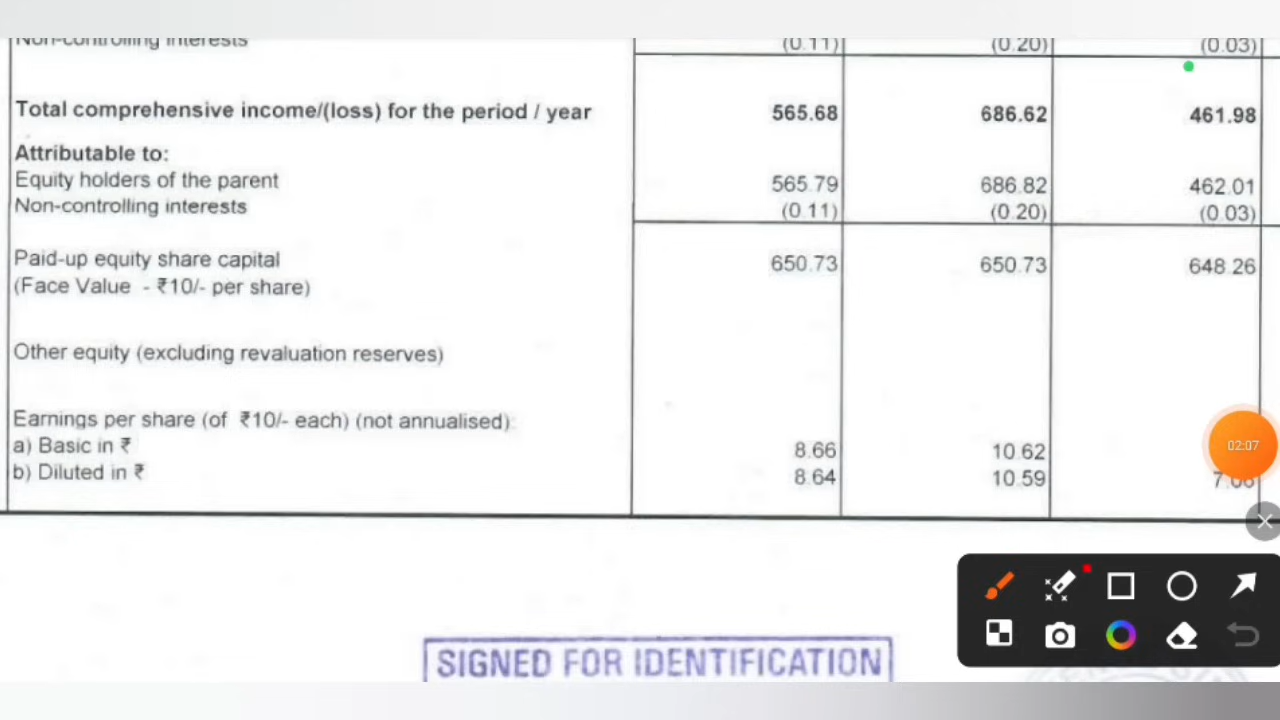 Non-controlling interests (0.11) (0.20) (0.03)
Total comprehensive income/(loss) for the period / year 565.68 686.62 461.98
Attributable to:
Equity holders of the parent 565.79 686.82 462.01
Non-controlling interests (0.11) (0.20) (0.03)
Paid-up equity share capital 650.73 650.73 648.26
(Face Value - ₹10/- per share)
Other equity (excluding revaluation reserves)
Earnings per share (of ₹10/- each) (not annualised):
a) Basic in ₹ 8.66 10.62
b) Diluted in ₹ 8.64 10.59
02:07
SIGNED FOR IDENTIFICATION